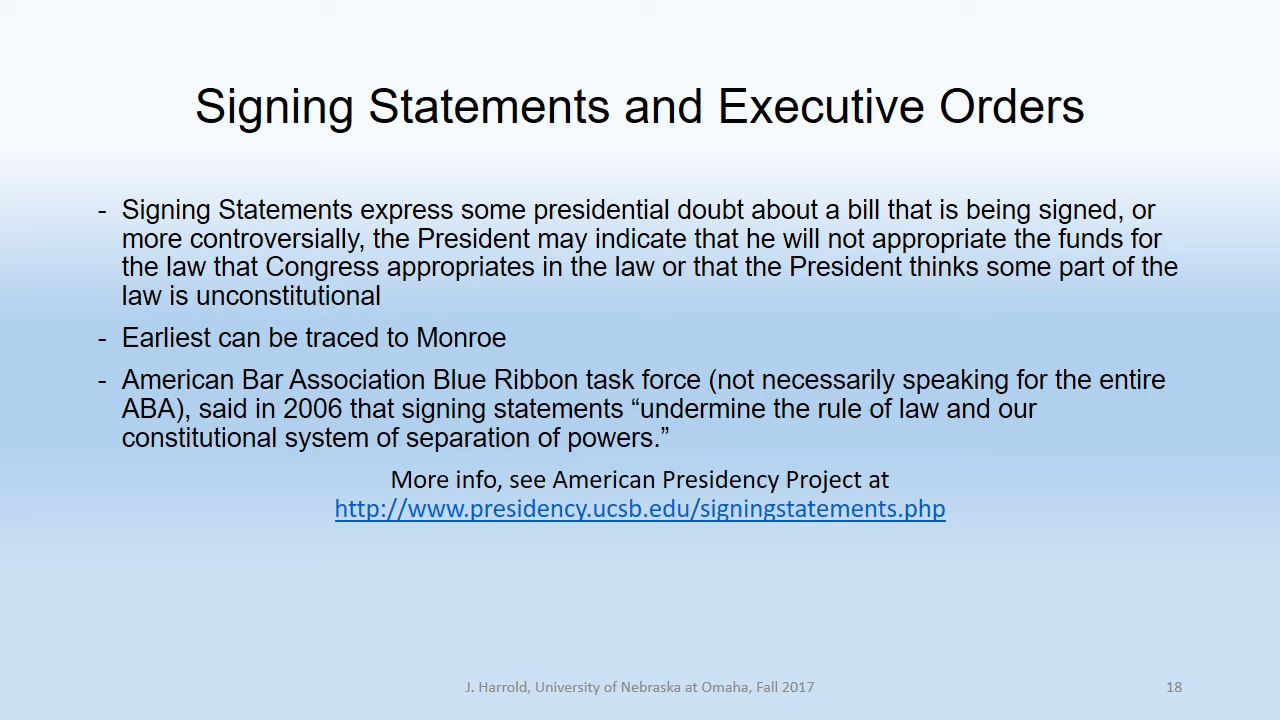 Signing Statements and Executive Orders
- Signing Statements express some presidential doubt about a bill that is being signed, or
more controversially, the President may indicate that he will not appropriate the funds for
the law that Congress appropriates in the law or that the President thinks some part of the
law is unconstitutional
- Earliest can be traced to Monroe
- American Bar Association Blue Ribbon task force (not necessarily speaking for the entire
ABA), said in 2006 that signing statements “undermine the rule of law and our
constitutional system of separation of powers.”
More info, see American Presidency Project at
http://www.presidency.ucsb.edu/signingstatements.php
J. Harrold, University of Nebraska at Omaha, Fall 2017
18